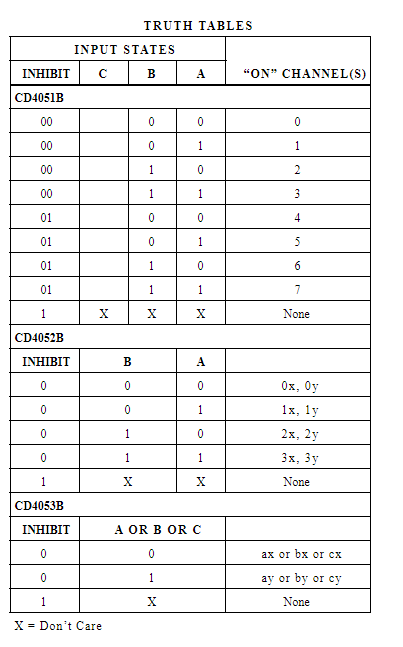 TRUTH TABLES
INPUT STATES
INHIBIT C B A "ON" CHANNEL(S)
CD4051B
00 0 0 0
00 0 1 1
00 1 0 2
00 1 1 3
01 0 0 4
01 0 1 5
01 1 0 6
01 1 1 7
1 X X X None
CD4052B
INHIBIT B A
0 0 0 0x, 0y
0 0 1 1x, 1y
0 1 0 2x, 2y
0 1 1 3x, 3y
1 X X None
CD4053B
INHIBIT A OR B OR C
0 0 ax or bx or cx
0 1 ay or by or cy
1 X None
X = Don't Care